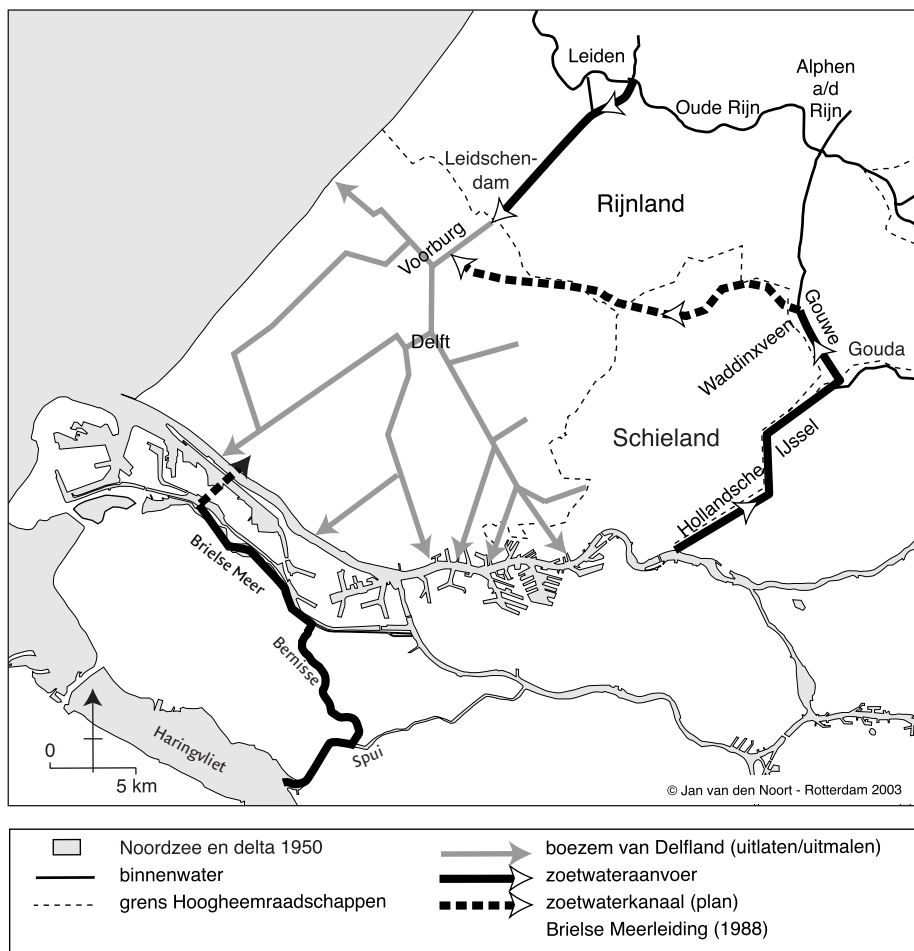 Leiden
Alphen
a/d
Rijn
Oude Rijn
Leidschen-
dam
Rijnland
Voorburg
Gouwe
Delft
Waddinxveen
Gouda
Schieland
Hollandsche
IJssel
Brielse Meer
Bernisse
Haringvliet
Spui
0
5 km
© Jan van den Noort - Rotterdam 2003
Noordzee en delta 1950
binnenwater
grens Hoogheemraadschappen
boezem van Delfland (uitlaten/uitmalen)
zoetwateraanvoer
zoetwaterkanaal (plan)
Brielse Meerleiding (1988)